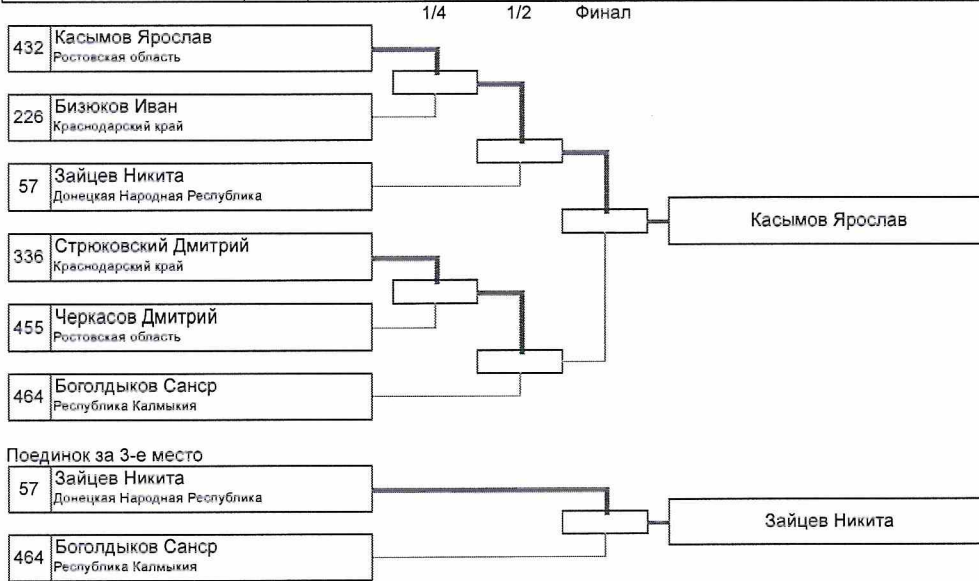 1/4 1/2 Финал
432 Касымов Ярослав
Ростовская область
226 Бизюков Иван
Краснодарский край
57 Зайцев Никита
Донецкая Народная Республика
Касымов Ярослав
336 Стрюковский Дмитрий
Краснодарский край
455 Черкасов Дмитрий
Ростовская область
464 Боголдыков Санср
Республика Калмыкия
Поединок за 3-е место
57 Зайцев Никита
Донецкая Народная Республика
Зайцев Никита
464 Боголдыков Санср
Республика Калмыкия